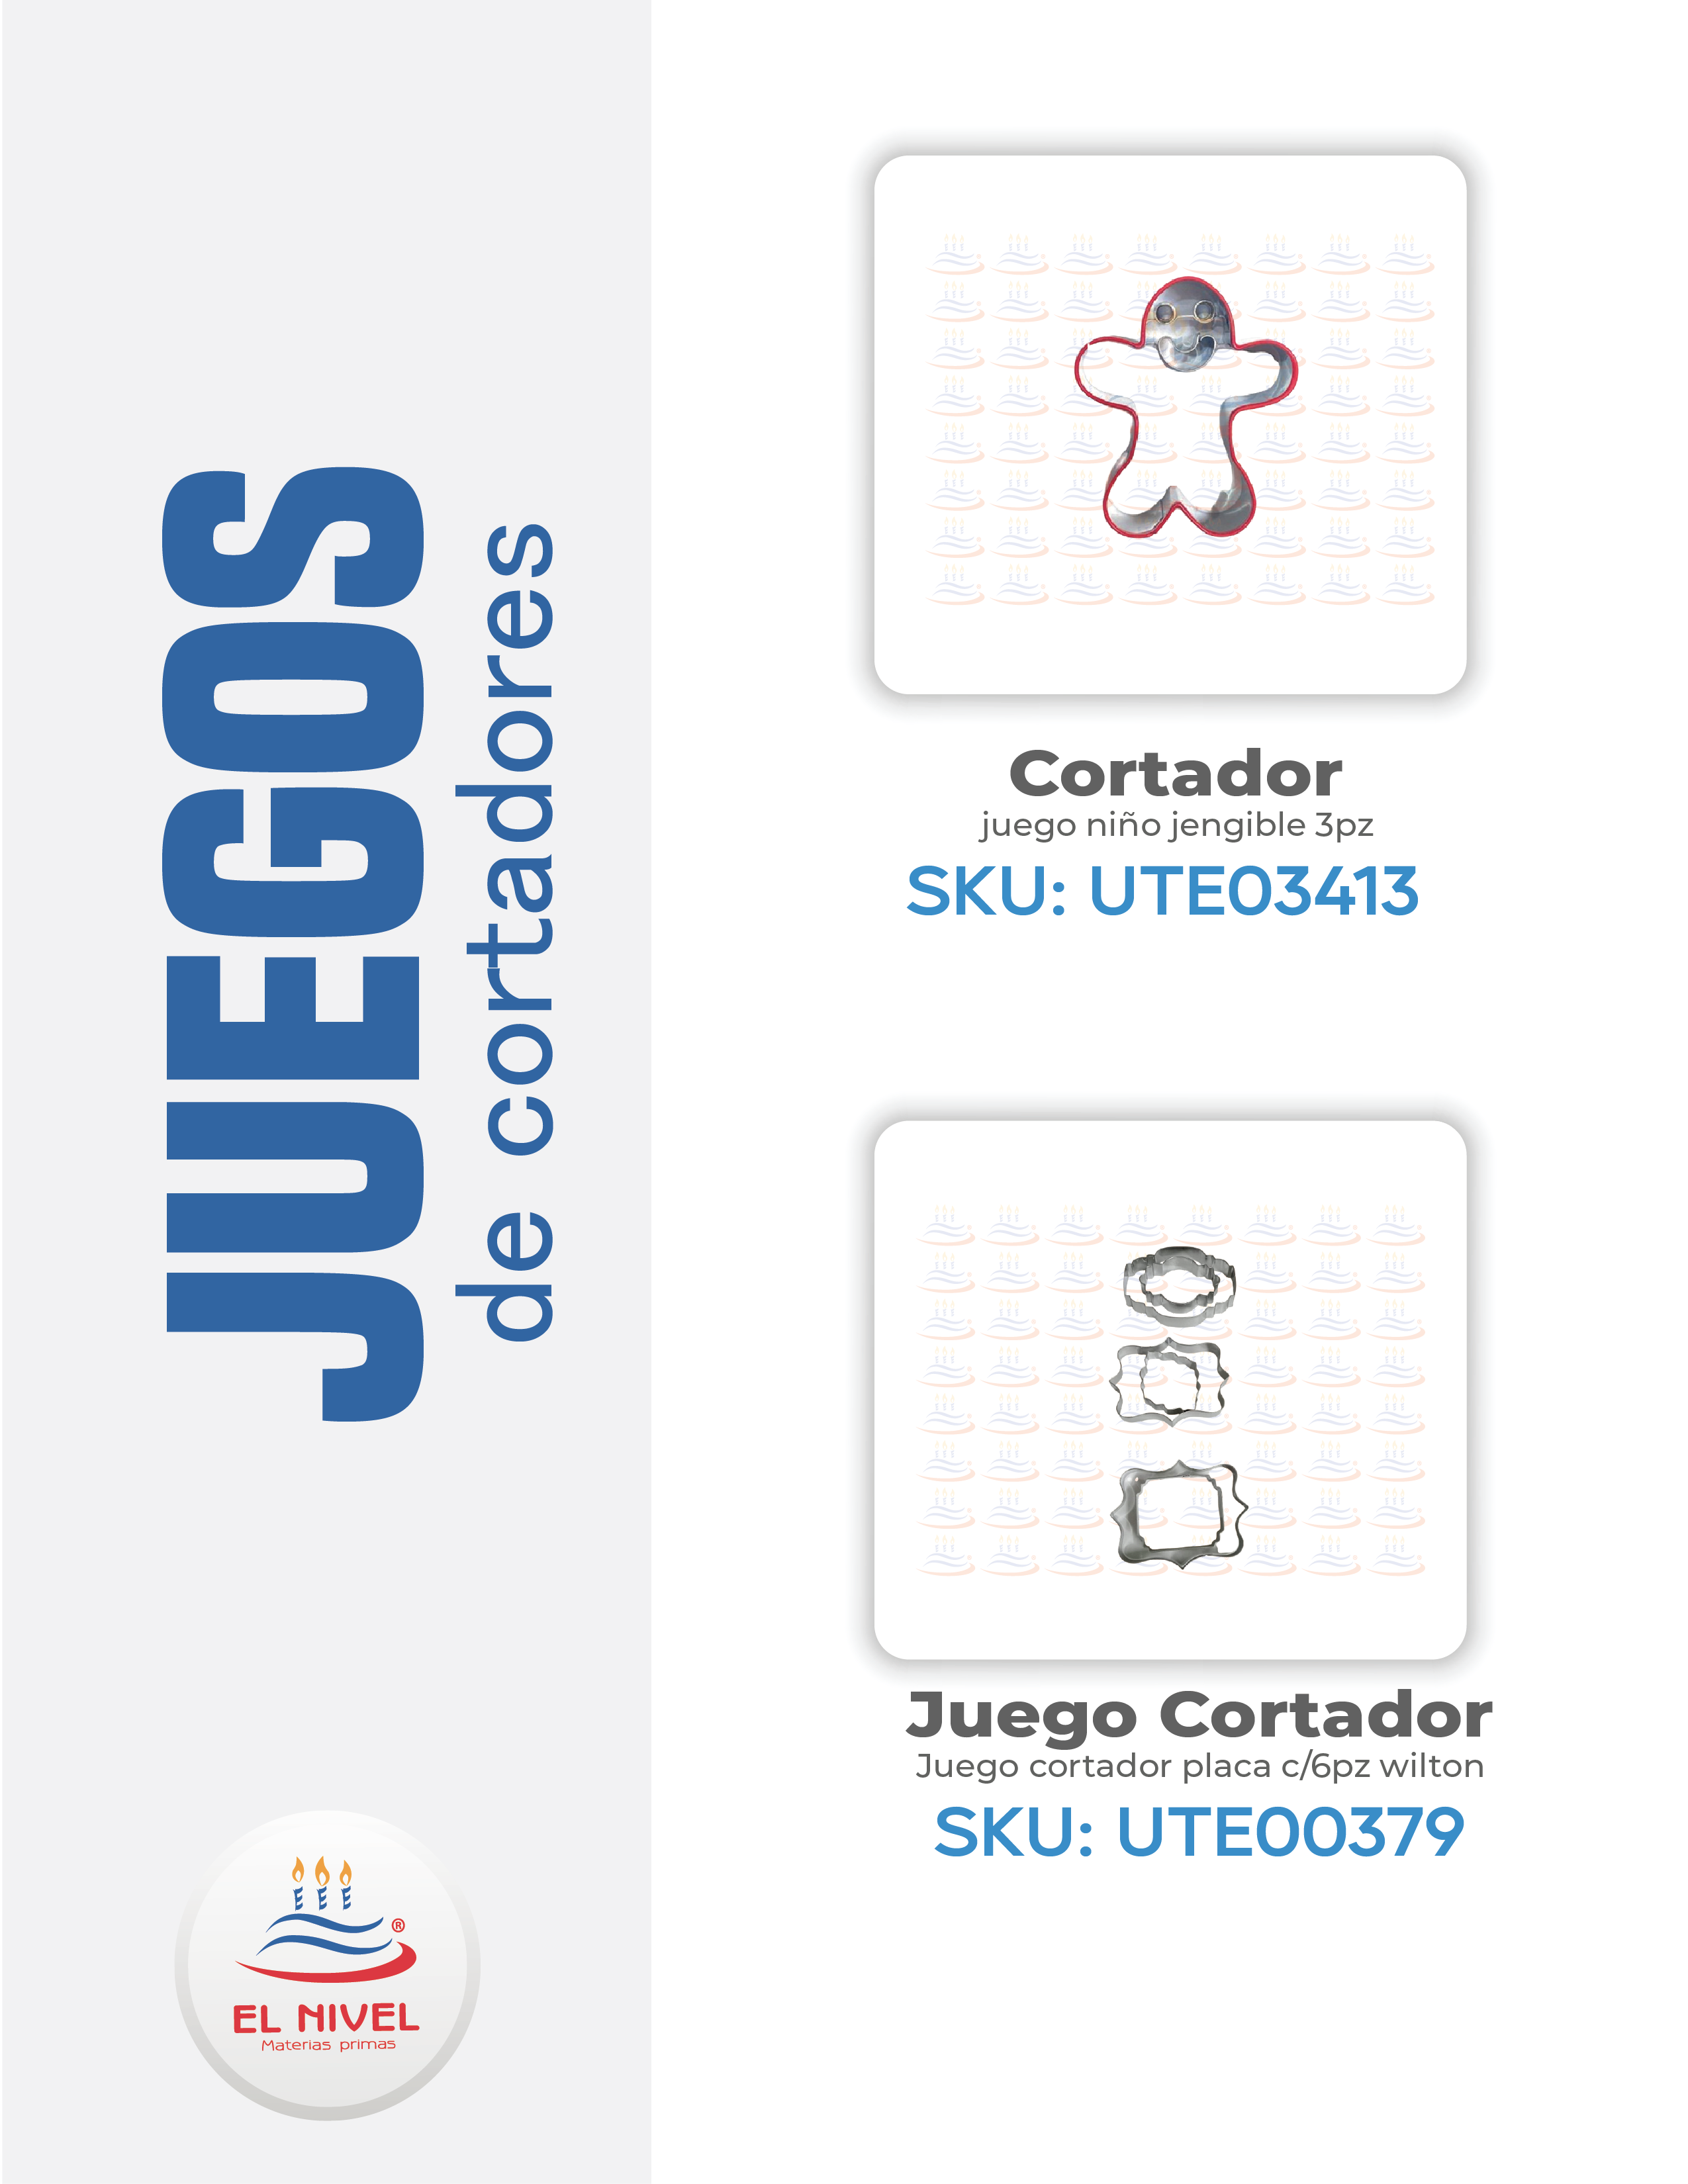 JUEGOS
de cortadores
Cortador
juego niño jengible 3pz
SKU: UTE03413
Juego Cortador
Juego cortador placa c/6pz wilton
SKU: UTE00379
®
EL NIVEL
Materias primas